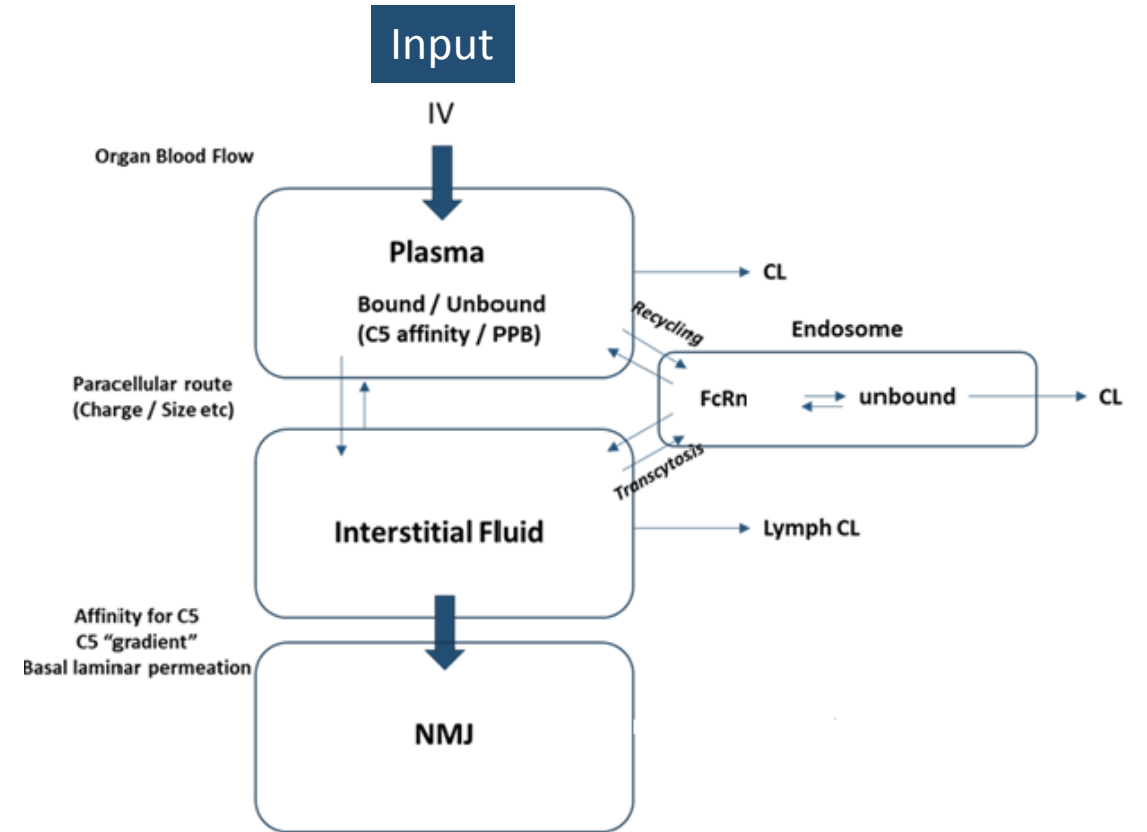 Input
IV
Organ Blood Flow
Plasma
Bound / Unbound
(C5 affinity / PPB)
CL
Recycling
Endosome
FcRn
unbound
CL
Paracellular route
(Charge / Size etc)
Transcytosis
Interstitial Fluid
Lymph CL
Affinity for C5
C5 “gradient”
Basal laminar permeation
NMJ